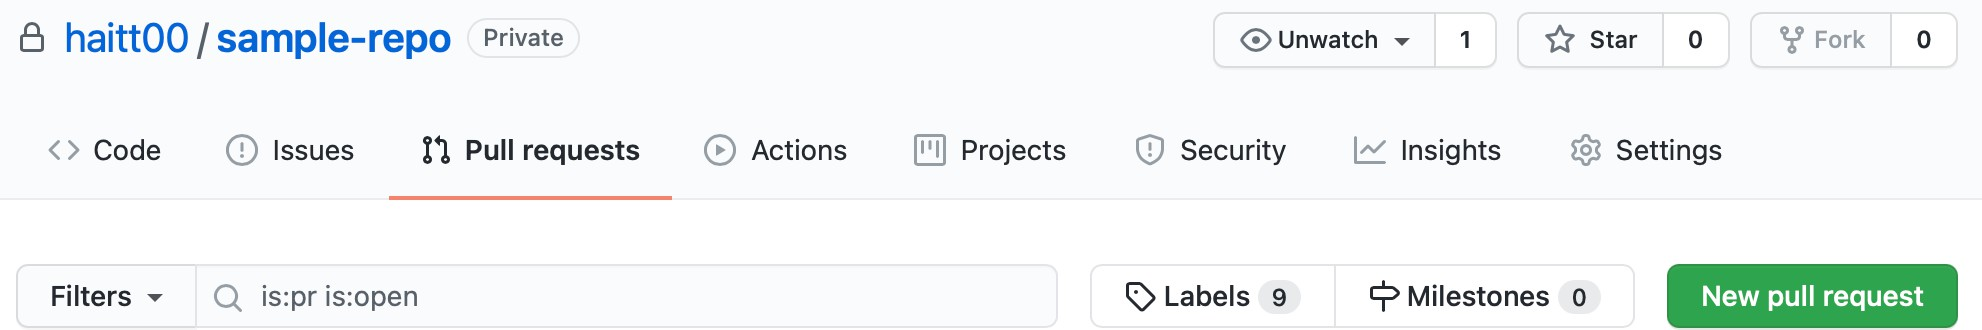 haitt00 / sample-repo Private Unwatch 1 Star 0 Fork 0
Code Issues Pull requests Actions Projects Security Insights Settings
Filters is:pr is:open Labels 9 Milestones 0 New pull request